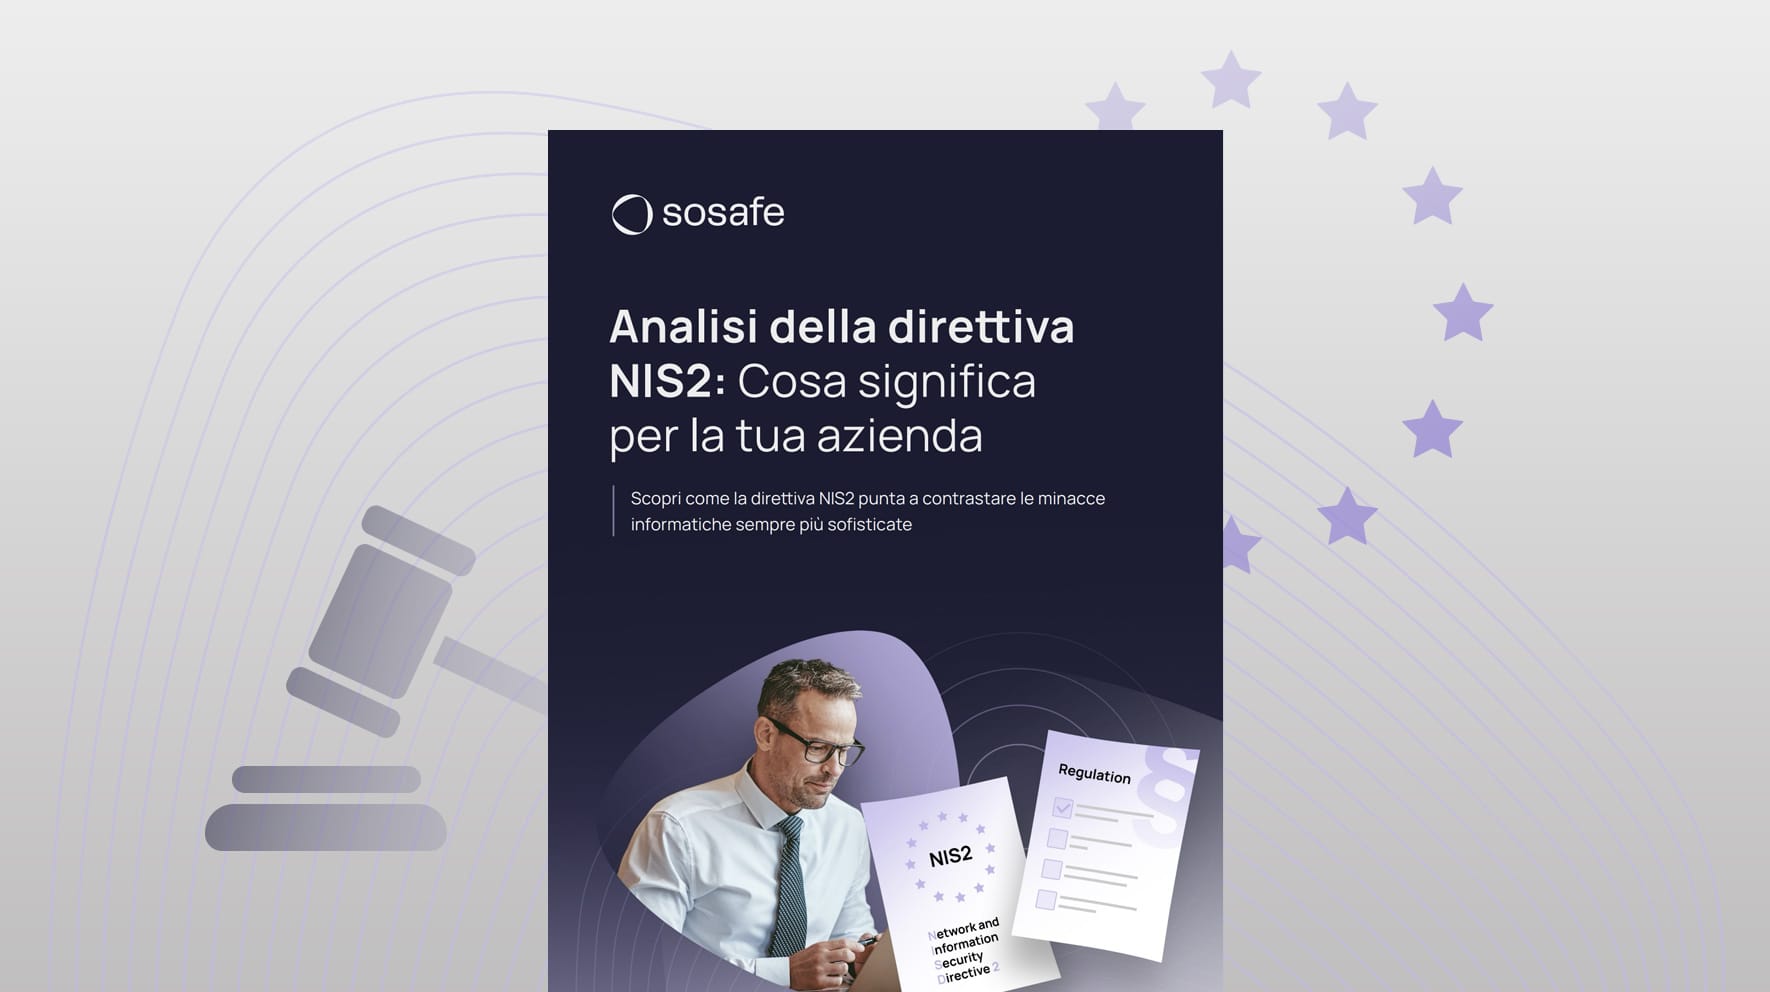 sosafe
Analisi della direttiva
NIS2: Cosa significa
per la tua azienda
Scopri come la direttiva NIS2 punta a contrastare le minacce
informatiche sempre più sofisticate
Regulation
§
NIS2
Network and
Information
Security
Directive 2